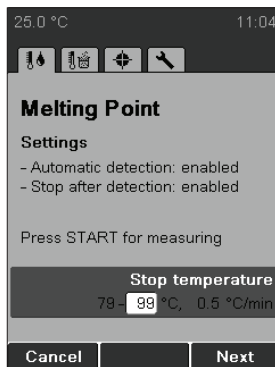 25.0 °C 11:04
Melting Point
Settings
- Automatic detection: enabled
- Stop after detection: enabled
Press START for measuring
Stop temperature
79 - 99 °C, 0.5 °C/min
Cancel Next